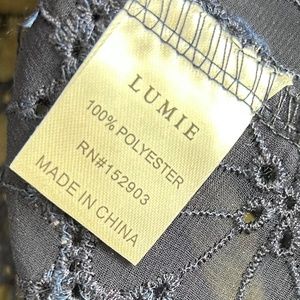 LUMIE
100% POLYESTER
RN#152903
MADE IN CHINA